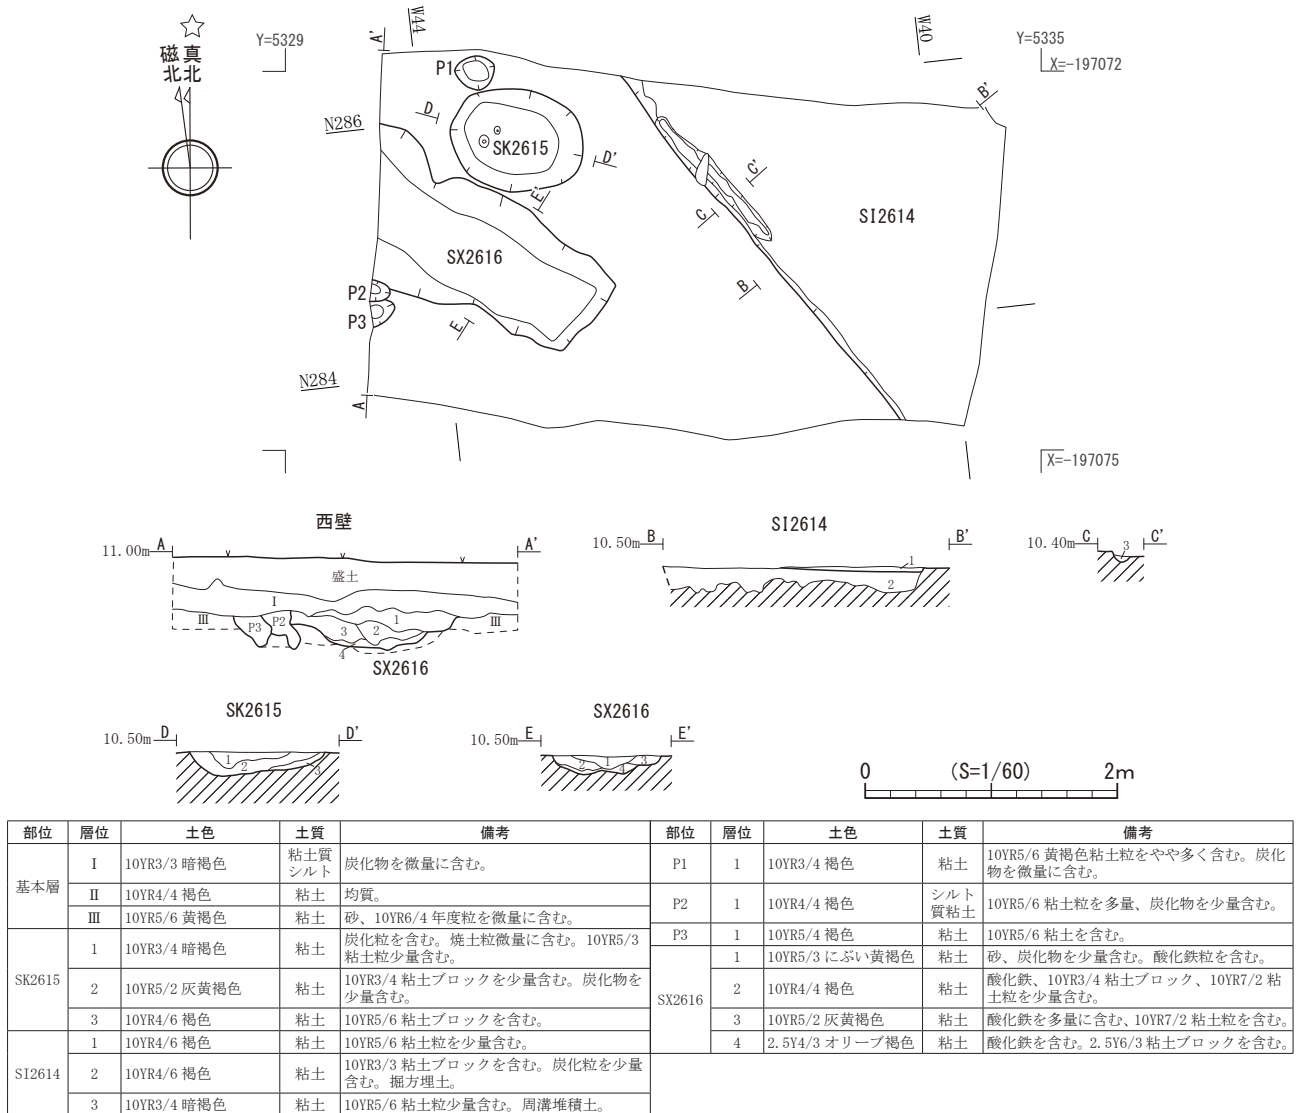 ☆
磁北 真北
Y=5329
W44
A'
W40
Y=5335
X=-197072
P1
B'
N286
D
SK2615
D'
E'
C'
C
SI2614
SX2616
B
P2
P3
E
N284
A
X=-197075
西壁
11.00m A A'
盛土
I
Ⅲ P3 P2 3 2 1 Ⅲ
4
SX2616
SI2614
10.50m B B'
1
2
10.40m C C'
3
SK2615
10.50m D D'
1
2
3
SX2616
10.50m E E'
2 1 3
4
0 (S=1/60) 2m
部位 層位 土色 土質 備考
基本層
I 10YR3/3 暗褐色 粘土質シルト 炭化物を微量に含む。
Ⅱ 10YR4/4 褐色 粘土 均質。
Ⅲ 10YR5/6 黄褐色 粘土 砂、10YR6/4 年度粒を微量に含む。
SK2615
1 10YR3/4 暗褐色 粘土 炭化粒を含む。焼土粒微量に含む。10YR5/3
粘土粒少量含む。
2 10YR5/2 灰黄褐色 粘土 10YR3/4 粘土ブロックを少量含む。炭化物を
少量含む。
3 10YR4/6 褐色 粘土 10YR5/6 粘土ブロックを含む。
SI2614
1 10YR4/6 褐色 粘土 10YR5/6 粘土粒を少量含む。
2 10YR4/6 褐色 粘土 10YR3/3 粘土ブロックを含む。炭化粒を少量
含む。掘方埋土。
3 10YR3/4 暗褐色 粘土 10YR5/6 粘土粒少量含む。周溝堆積土。
部位 層位 土色 土質 備考
P1 1 10YR3/4 褐色 粘土 10YR5/6 黄褐色粘土粒をやや多く含む。炭化
物を微量に含む。
P2 1 10YR4/4 褐色 シルト質粘土 10YR5/6 粘土粒を多量、炭化物を少量含む。
P3 1 10YR5/4 褐色 粘土 10YR5/6 粘土を含む。
SX2616
1 10YR5/3 にぶい黄褐色 粘土 砂、炭化物を少量含む。酸化鉄粒を含む。
2 10YR4/4 褐色 粘土 酸化鉄、10YR3/4 粘土ブロック、10YR7/2 粘
土粒を少量含む。
3 10YR5/2 灰黄褐色 粘土 酸化鉄を多量に含む、10YR7/2 粘土粒を含む。
4 2.5Y4/3 オリーブ褐色 粘土 酸化鉄を含む。2.5Y6/3 粘土ブロックを含む。